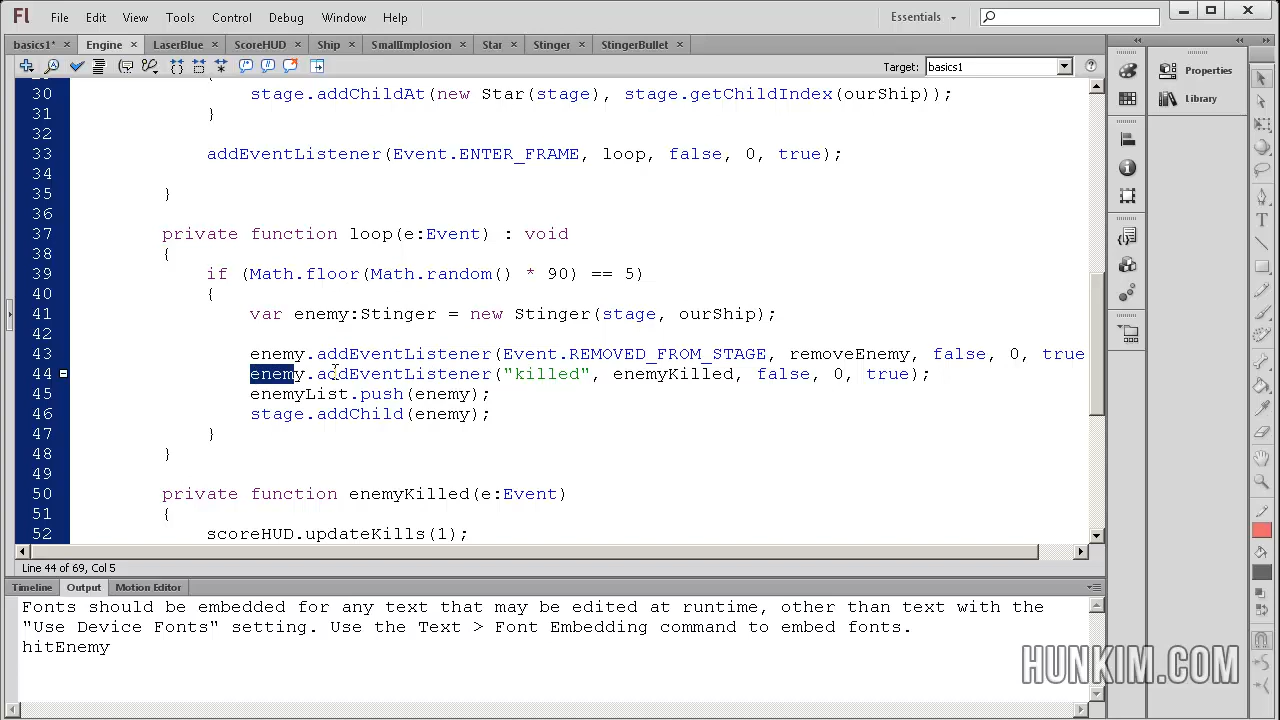 Fl File Edit View Tools Control Debug Window Help Essentials
basics1* × Engine × LaserBlue × ScoreHUD × Ship × SmallImplosion × Star × Stinger × StingerBullet ×
Target: basics1
Properties
Library
30 stage.addChildAt(new Star(stage), stage.getChildIndex(ourShip));
31 }
32
33 addEventListener(Event.ENTER_FRAME, loop, false, 0, true);
34
35 }
36
37 private function loop(e:Event) : void
38 {
39 if (Math.floor(Math.random() * 90) == 5)
40 {
41 var enemy:Stinger = new Stinger(stage, ourShip);
42
43 enemy.addEventListener(Event.REMOVED_FROM_STAGE, removeEnemy, false, 0, true
44 enemy.addEventListener("killed", enemyKilled, false, 0, true);
45 enemyList.push(enemy);
46 stage.addChild(enemy);
47 }
48 }
49
50 private function enemyKilled(e:Event)
51 {
52 scoreHUD.updateKills(1);
Line 44 of 69, Col 5
Timeline Output Motion Editor
Fonts should be embedded for any text that may be edited at runtime, other than text with the
"Use Device Fonts" setting. Use the Text > Font Embedding command to embed fonts.
hitEnemy
HUNKIM.COM